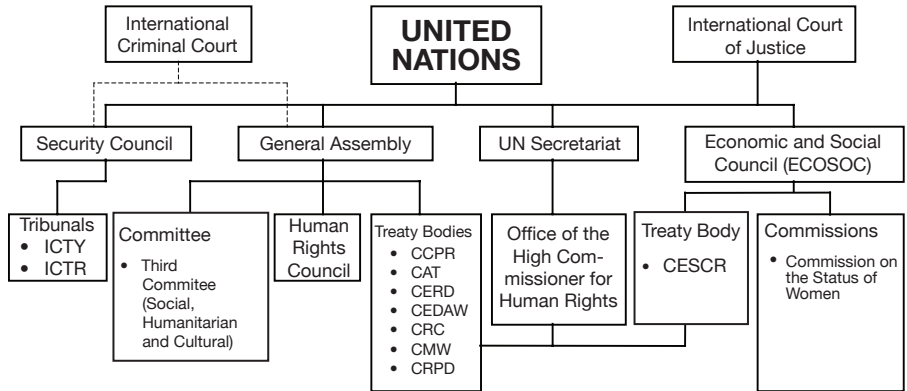 International
Criminal Court
UNITED
NATIONS
International Court
of Justice
Security Council
General Assembly
UN Secretariat
Economic and Social
Council (ECOSOC)
Tribunals
• ICTY
• ICTR
Committee
• Third
Commitee
(Social,
Humanitarian
and Cultural)
Human
Rights
Council
Treaty Bodies
• CCPR
• CAT
• CERD
• CEDAW
• CRC
• CMW
• CRPD
Office of the
High Com-
missioner for
Human Rights
Treaty Body
• CESCR
Commissions
• Commission on
the Status of
Women